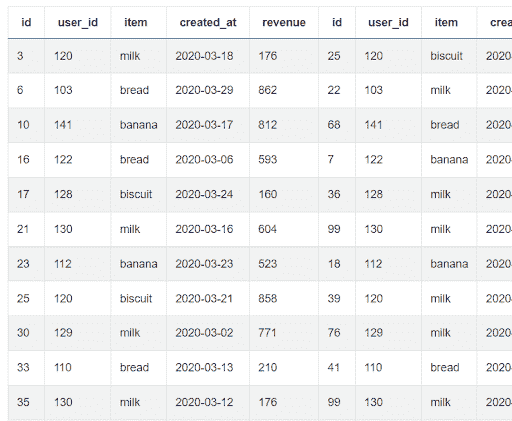 id user_id item created_at revenue id user_id item crea
3 120 milk 2020-03-18 176 25 120 biscuit 2020-
6 103 bread 2020-03-29 862 22 103 milk 2020-
10 141 banana 2020-03-17 812 68 141 bread 2020-
16 122 bread 2020-03-06 593 7 122 banana 2020-
17 128 biscuit 2020-03-24 160 36 128 milk 2020-
21 130 milk 2020-03-16 604 99 130 milk 2020-
23 112 banana 2020-03-23 523 18 112 banana 2020-
25 120 biscuit 2020-03-21 858 39 120 milk 2020-
30 129 milk 2020-03-02 771 76 129 milk 2020-
33 110 bread 2020-03-13 210 41 110 bread 2020-
35 130 milk 2020-03-12 176 99 130 milk 2020-